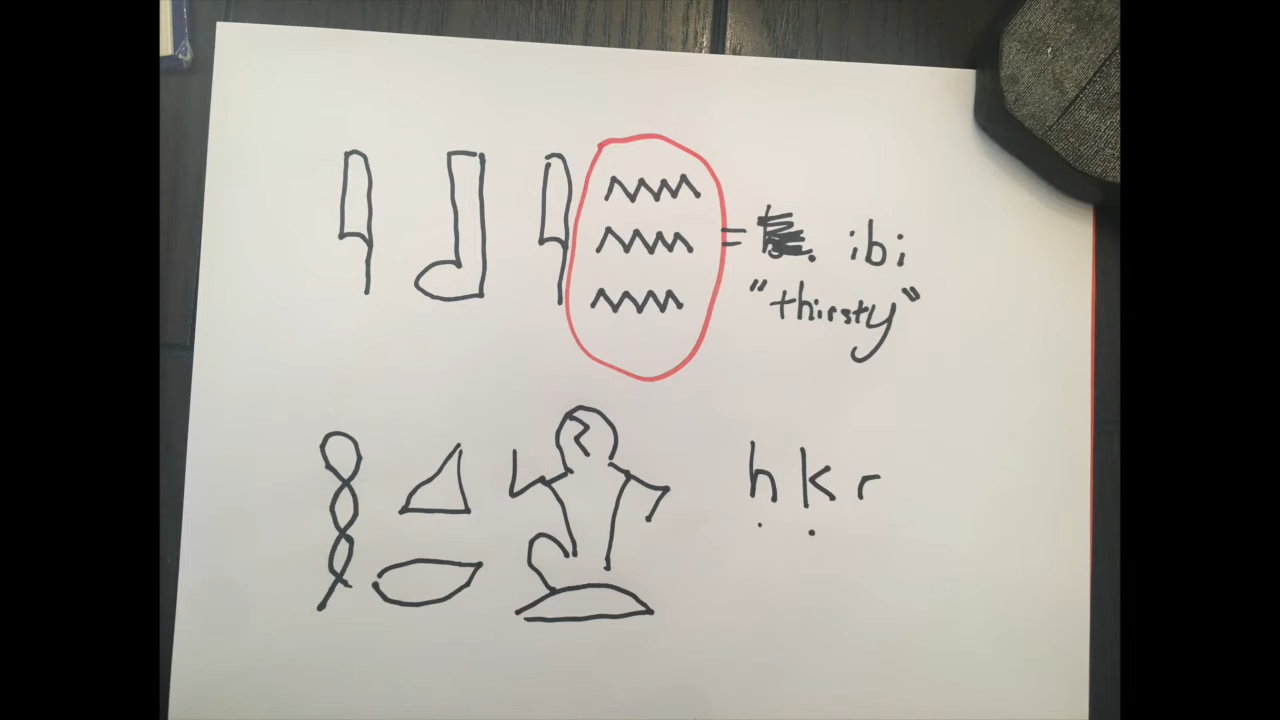 𓇋𓃀𓇋𓈗 = ibi
"thirsty"
𓎛𓈎𓂋𓀁 ḥḳr